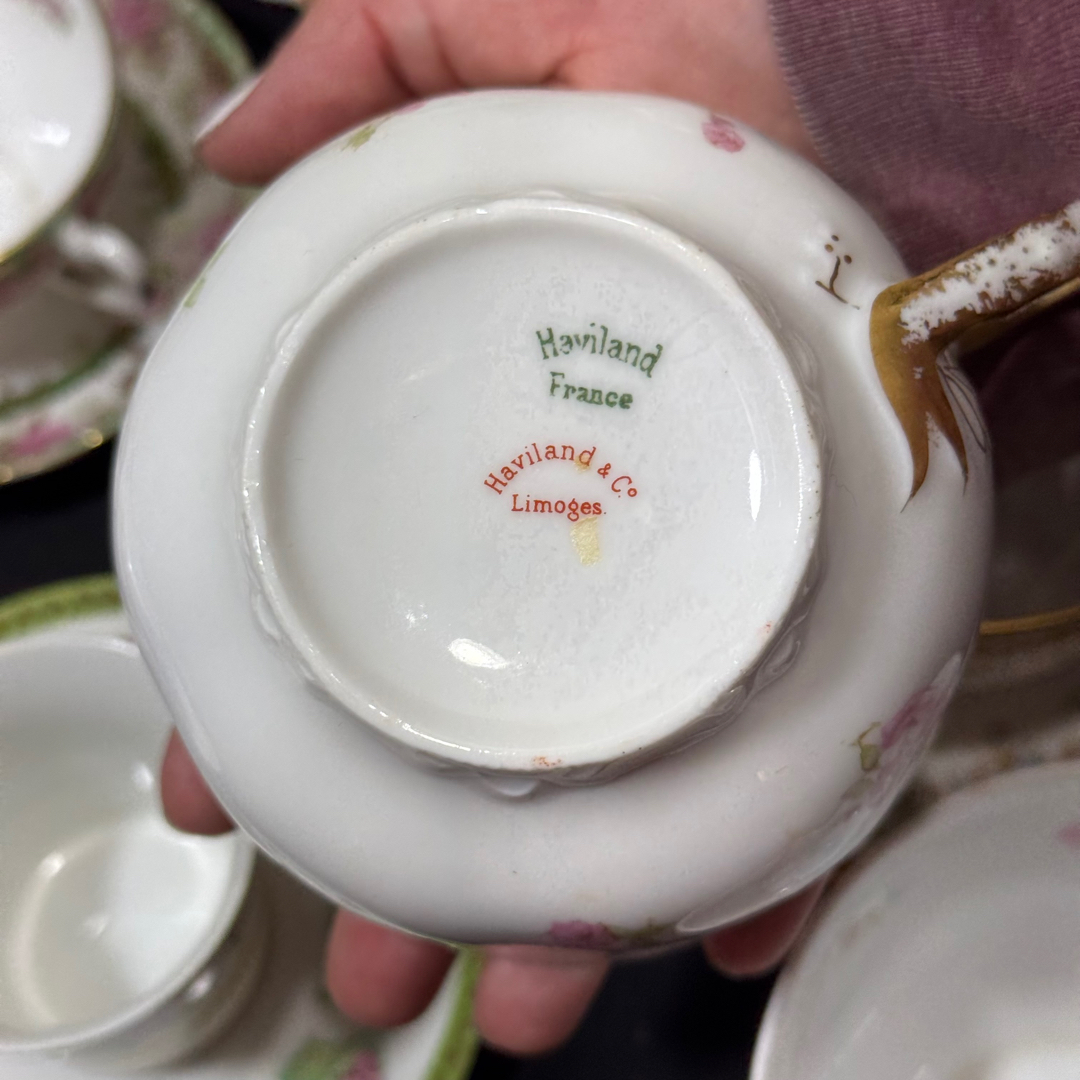 Haviland
France
Haviland & Co
Limoges.